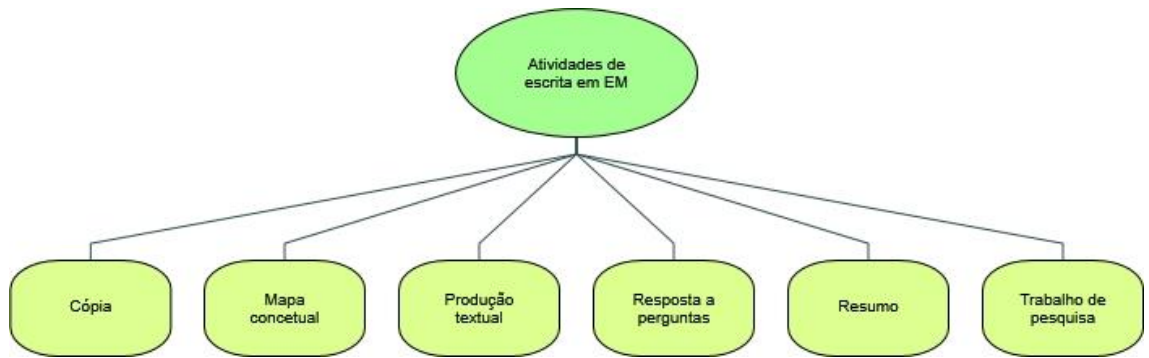 Atividades de
escrita em EM
Cópia
Mapa
concetual
Produção
textual
Resposta a
perguntas
Resumo
Trabalho de
pesquisa